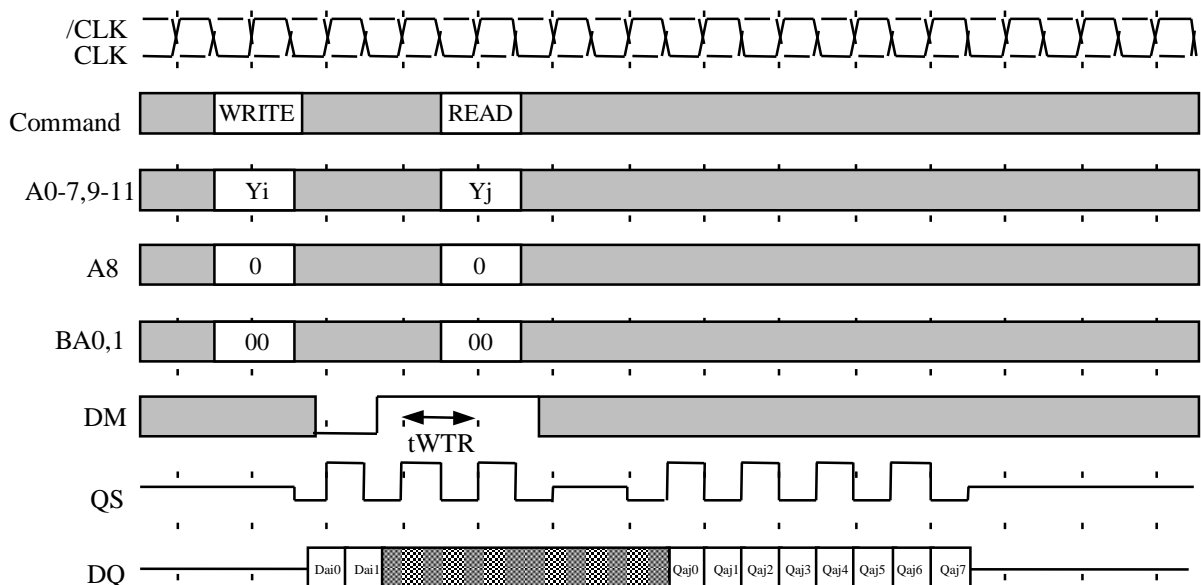 /CLK
CLK
Command WRITE READ
A0-7,9-11 Yi Yj
A8 0 0
BA0,1 00 00
DM
tWTR
QS
DQ Dai0 Dai1 Qaj0 Qaj1 Qaj2 Qaj3 Qaj4 Qaj5 Qaj6 Qaj7